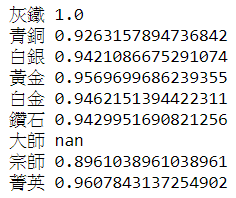 灰鐵 1.0
青銅 0.9263157894736842
白銀 0.9421086675291074
黃金 0.9569699686239355
白金 0.9462151394422311
鑽石 0.9429951690821256
大師 nan
宗師 0.8961038961038961
菁英 0.9607843137254902